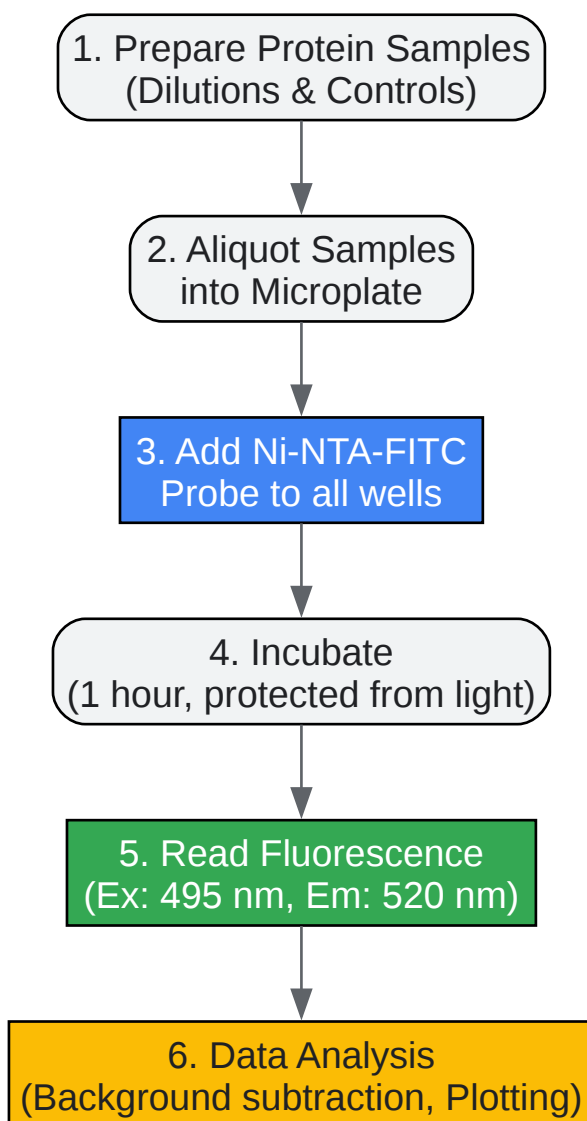 1. Prepare Protein Samples
(Dilutions & Controls)
2. Aliquot Samples
into Microplate
3. Add Ni-NTA-FITC
Probe to all wells
4. Incubate
(1 hour, protected from light)
5. Read Fluorescence
(Ex: 495 nm, Em: 520 nm)
6. Data Analysis
(Background subtraction, Plotting)